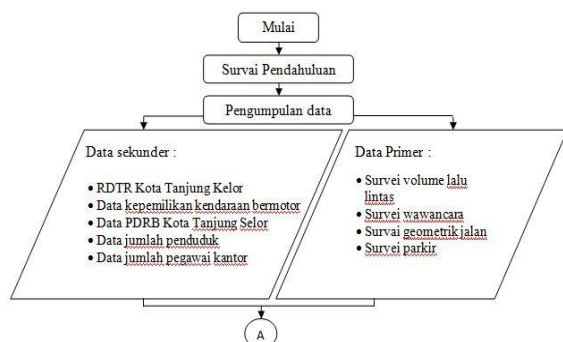 Mulai
Survai Pendahuluan
Pengumpulan data
Data sekunder :
• RDTR Kota Tanjung Kelor
• Data kepemilikan kendaraan bermotor
• Data PDRB Kota Tanjung Selor
• Data jumlah penduduk
• Data jumlah pegawai kantor
Data Primer :
• Survei volume lalu
lintas
• Survei wawancara
• Survai geometrik jalan
• Survei parkir
A